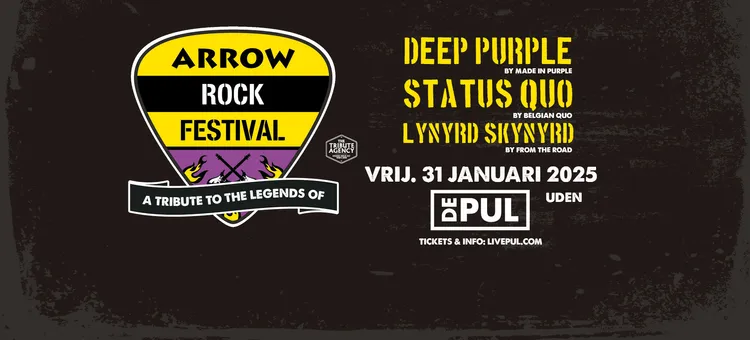 ARROW
ROCK
FESTIVAL
A TRIBUTE TO THE LEGENDS OF
THE
TRIBUTE
AGENCY
DEEP PURPLE
BY MADE IN PURPLE
STATUS QUO
BY BELGIAN QUO
LYNYRD SKYNYRD
BY FROM THE ROAD
VRIJ. 31 JANUARI 2025
DE PUL
UDEN
TICKETS & INFO: LIVEPUL.COM